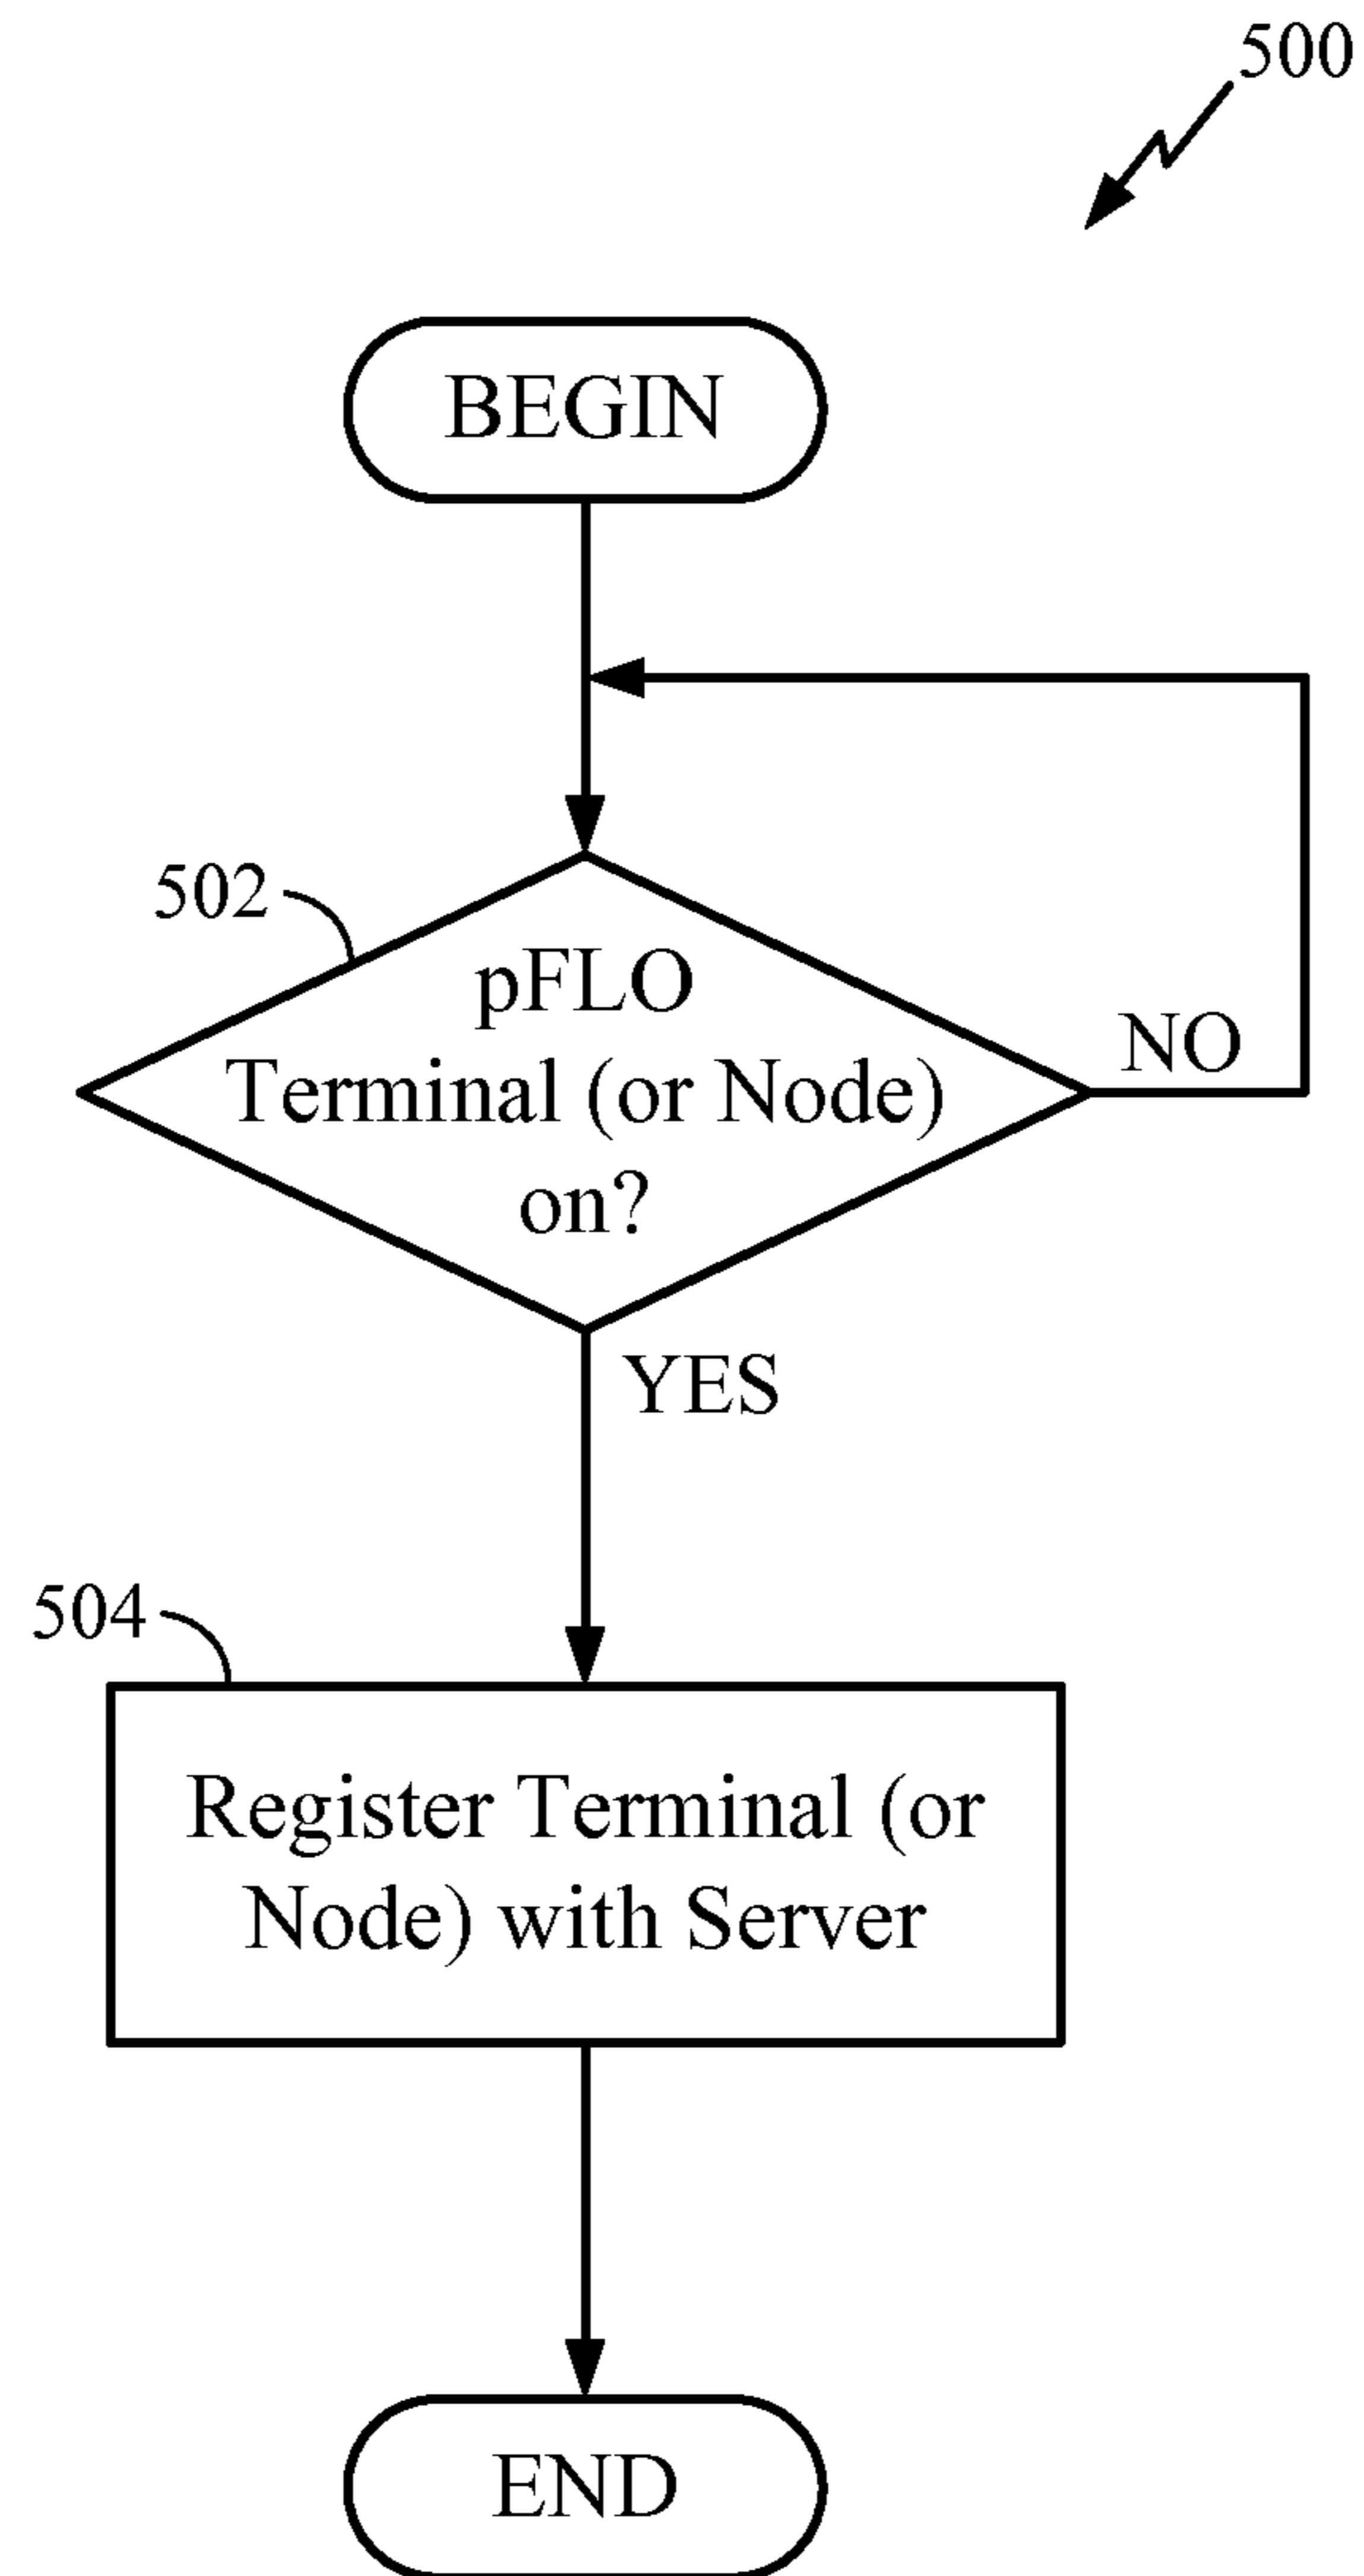 500
BEGIN
502
pFLO
Terminal (or Node)
on?
NO
YES
504
Register Terminal (or
Node) with Server
END